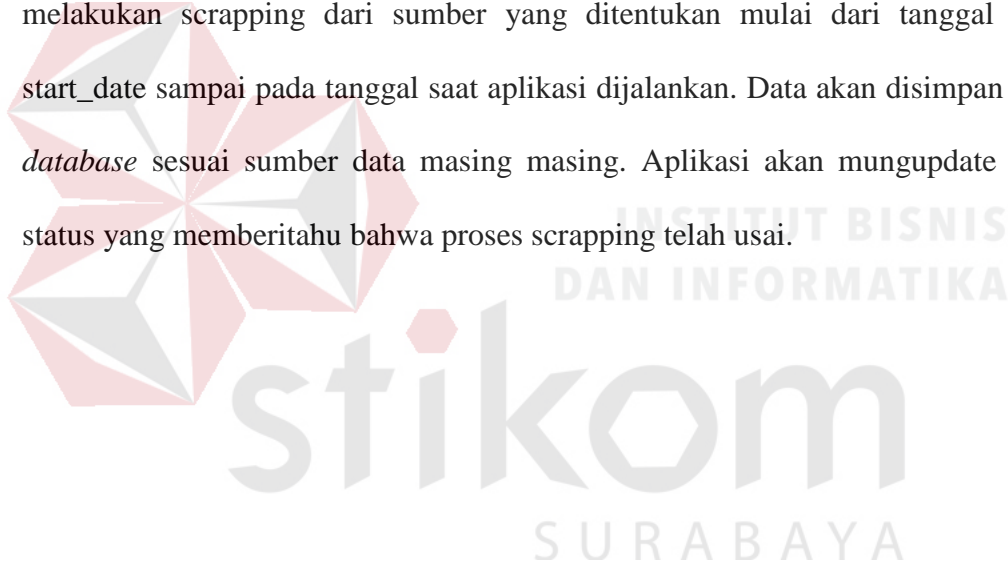 melakukan scrapping dari sumber yang ditentukan mulai dari tanggal
start_date sampai pada tanggal saat aplikasi dijalankan. Data akan disimpan
database sesuai sumber data masing masing. Aplikasi akan mungupdate
status yang memberitahu bahwa proses scrapping telah usai.
INSTITUT BISNIS
DAN INFORMATIKA
stikom
SURABAYA